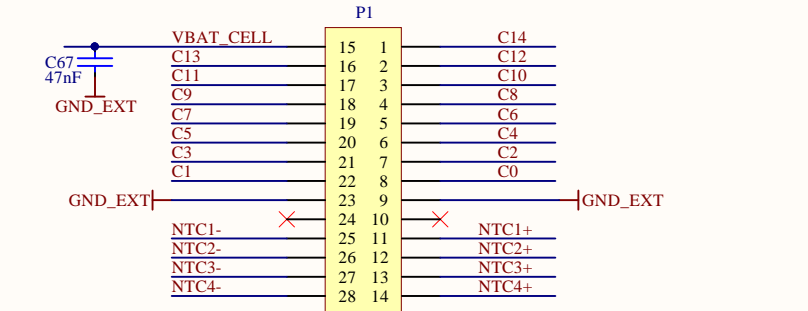 P1
VBAT_CELL 15 1 C14
C67
47nF
GND_EXT
C13 16 2 C12
C11 17 3 C10
C9 18 4 C8
C7 19 5 C6
C5 20 6 C4
C3 21 7 C2
C1 22 8 C0
GND_EXT 23 9 GND_EXT
24 10
NTC1- 25 11 NTC1+
NTC2- 26 12 NTC2+
NTC3- 27 13 NTC3+
NTC4- 28 14 NTC4+